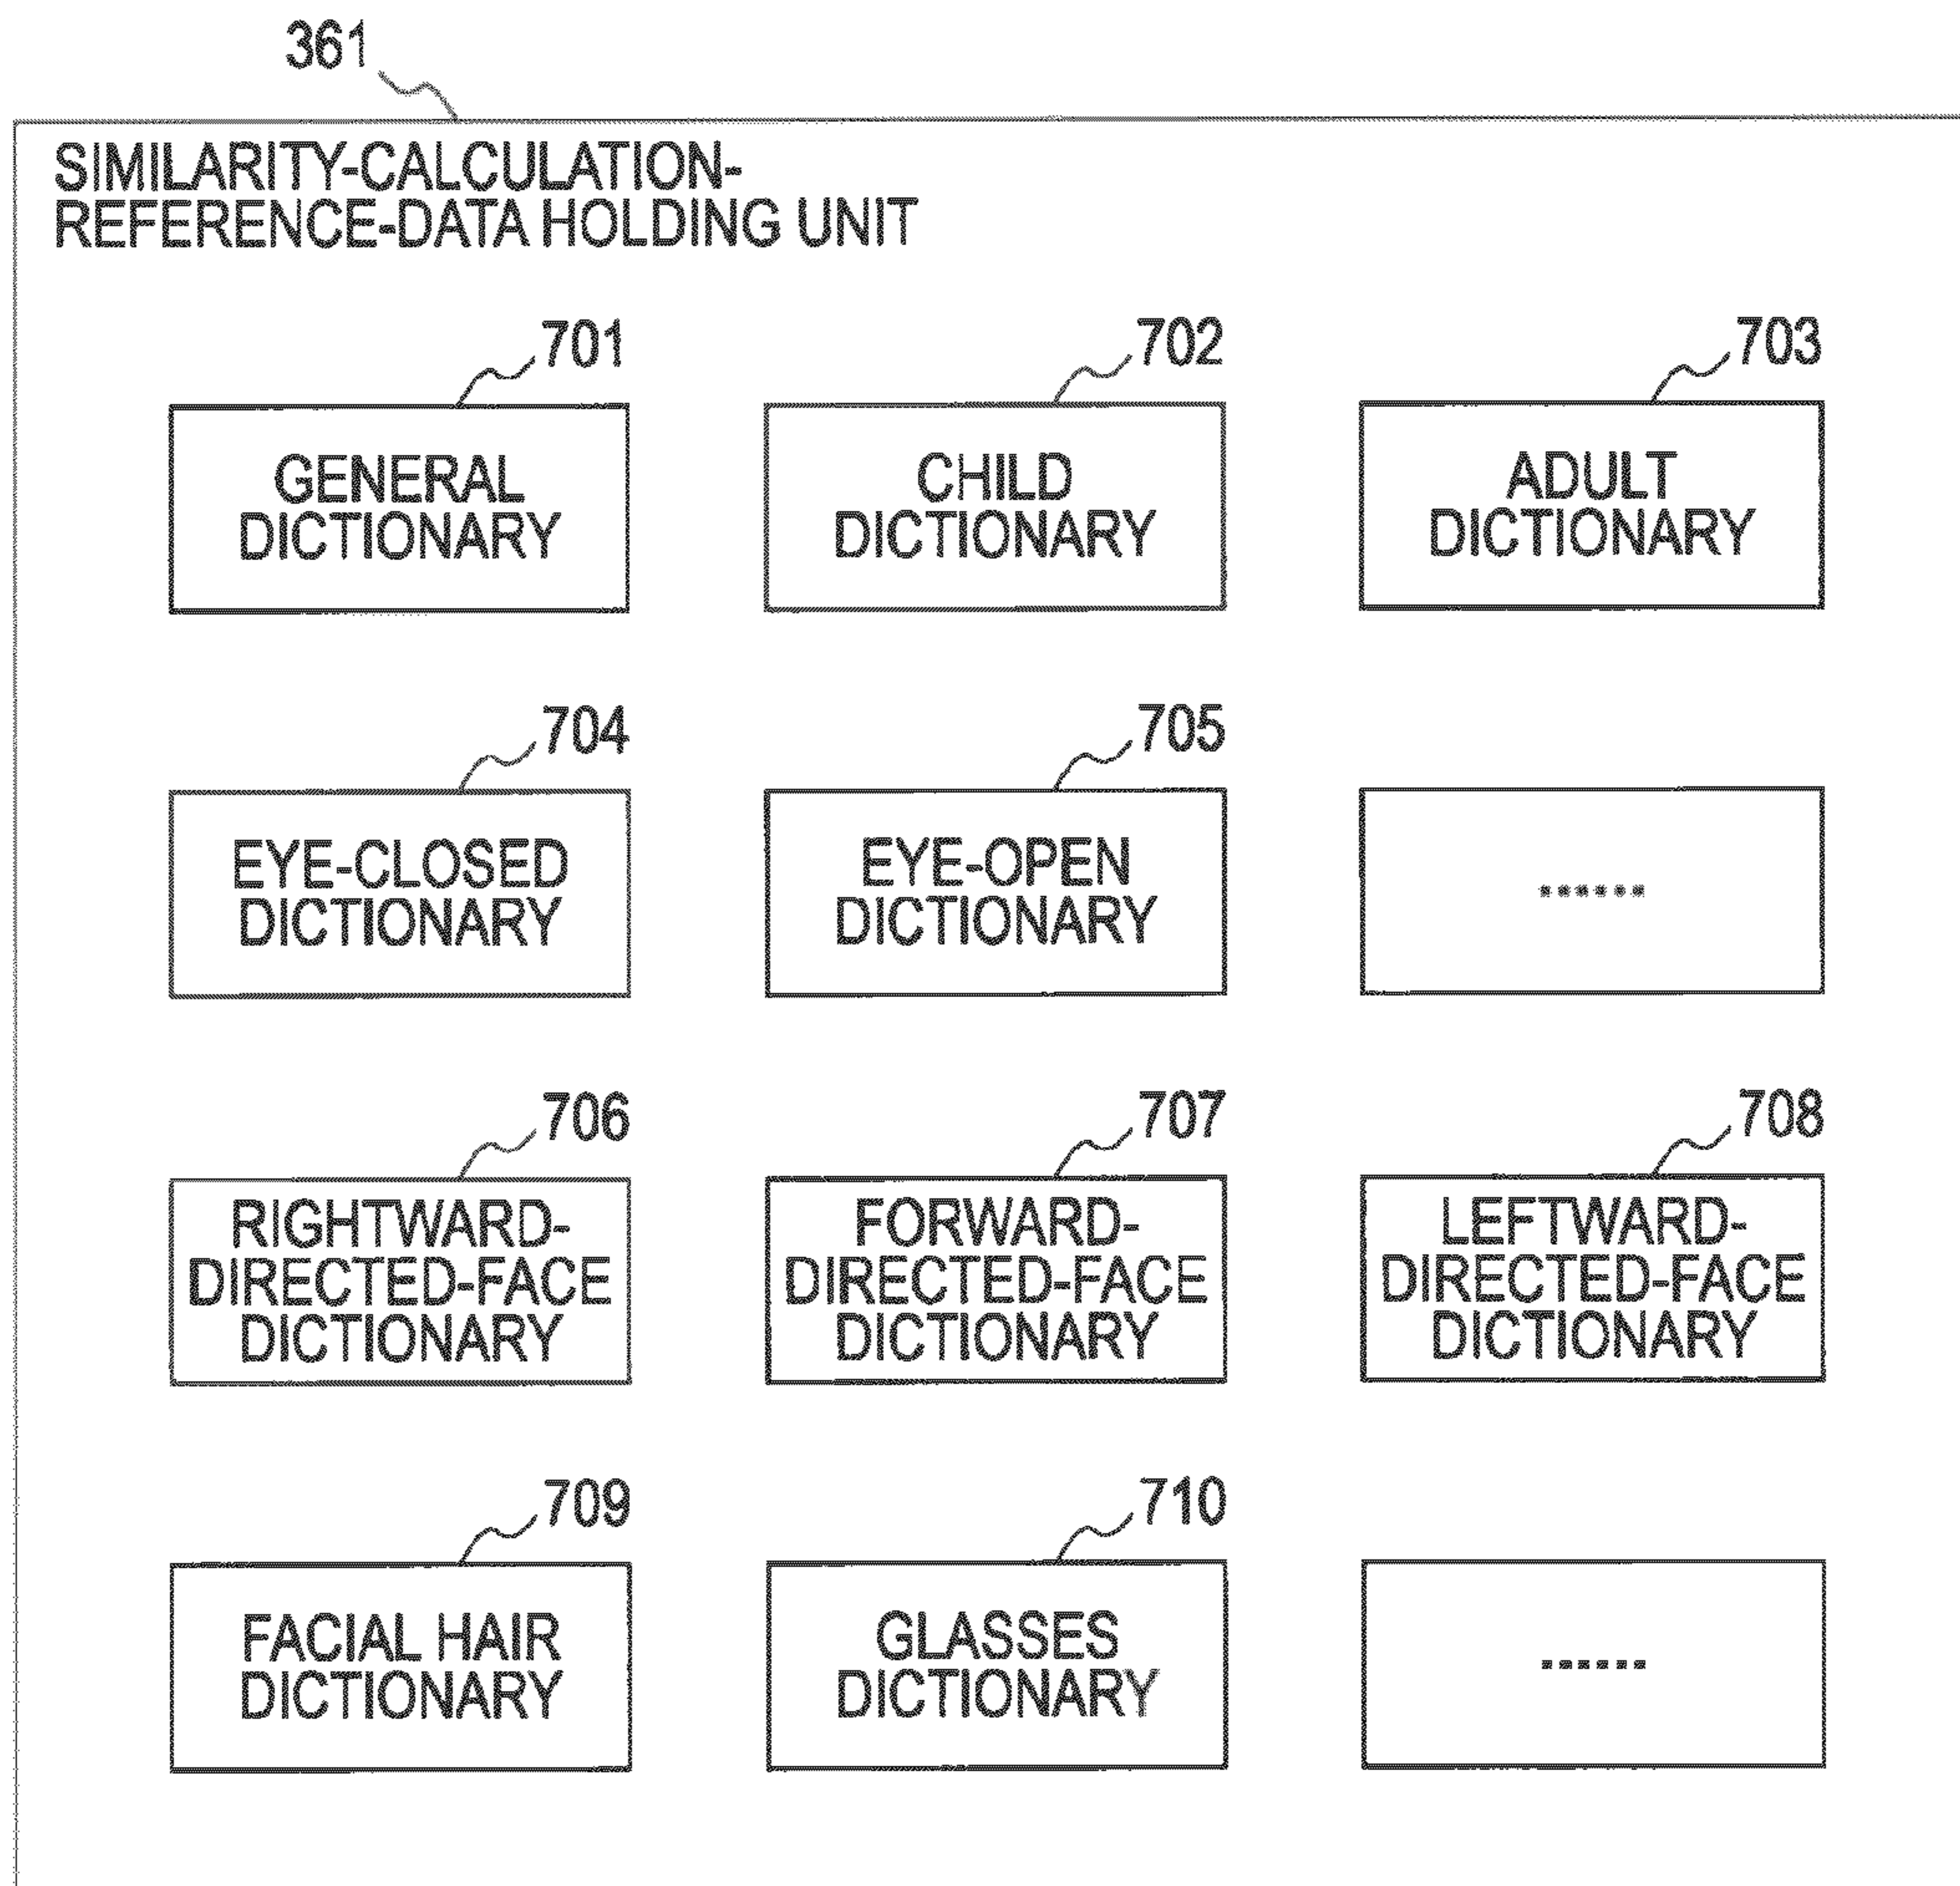 361
SIMILARITY-CALCULATION-
REFERENCE-DATA HOLDING UNIT
701
702
703
GENERAL
DICTIONARY
CHILD
DICTIONARY
ADULT
DICTIONARY
704
705
EYE-CLOSED
DICTIONARY
EYE-OPEN
DICTIONARY
......
706
707
708
RIGHTWARD-
DIRECTED-FACE
DICTIONARY
FORWARD-
DIRECTED-FACE
DICTIONARY
LEFTWARD-
DIRECTED-FACE
DICTIONARY
709
710
FACIAL HAIR
DICTIONARY
GLASSES
DICTIONARY
......